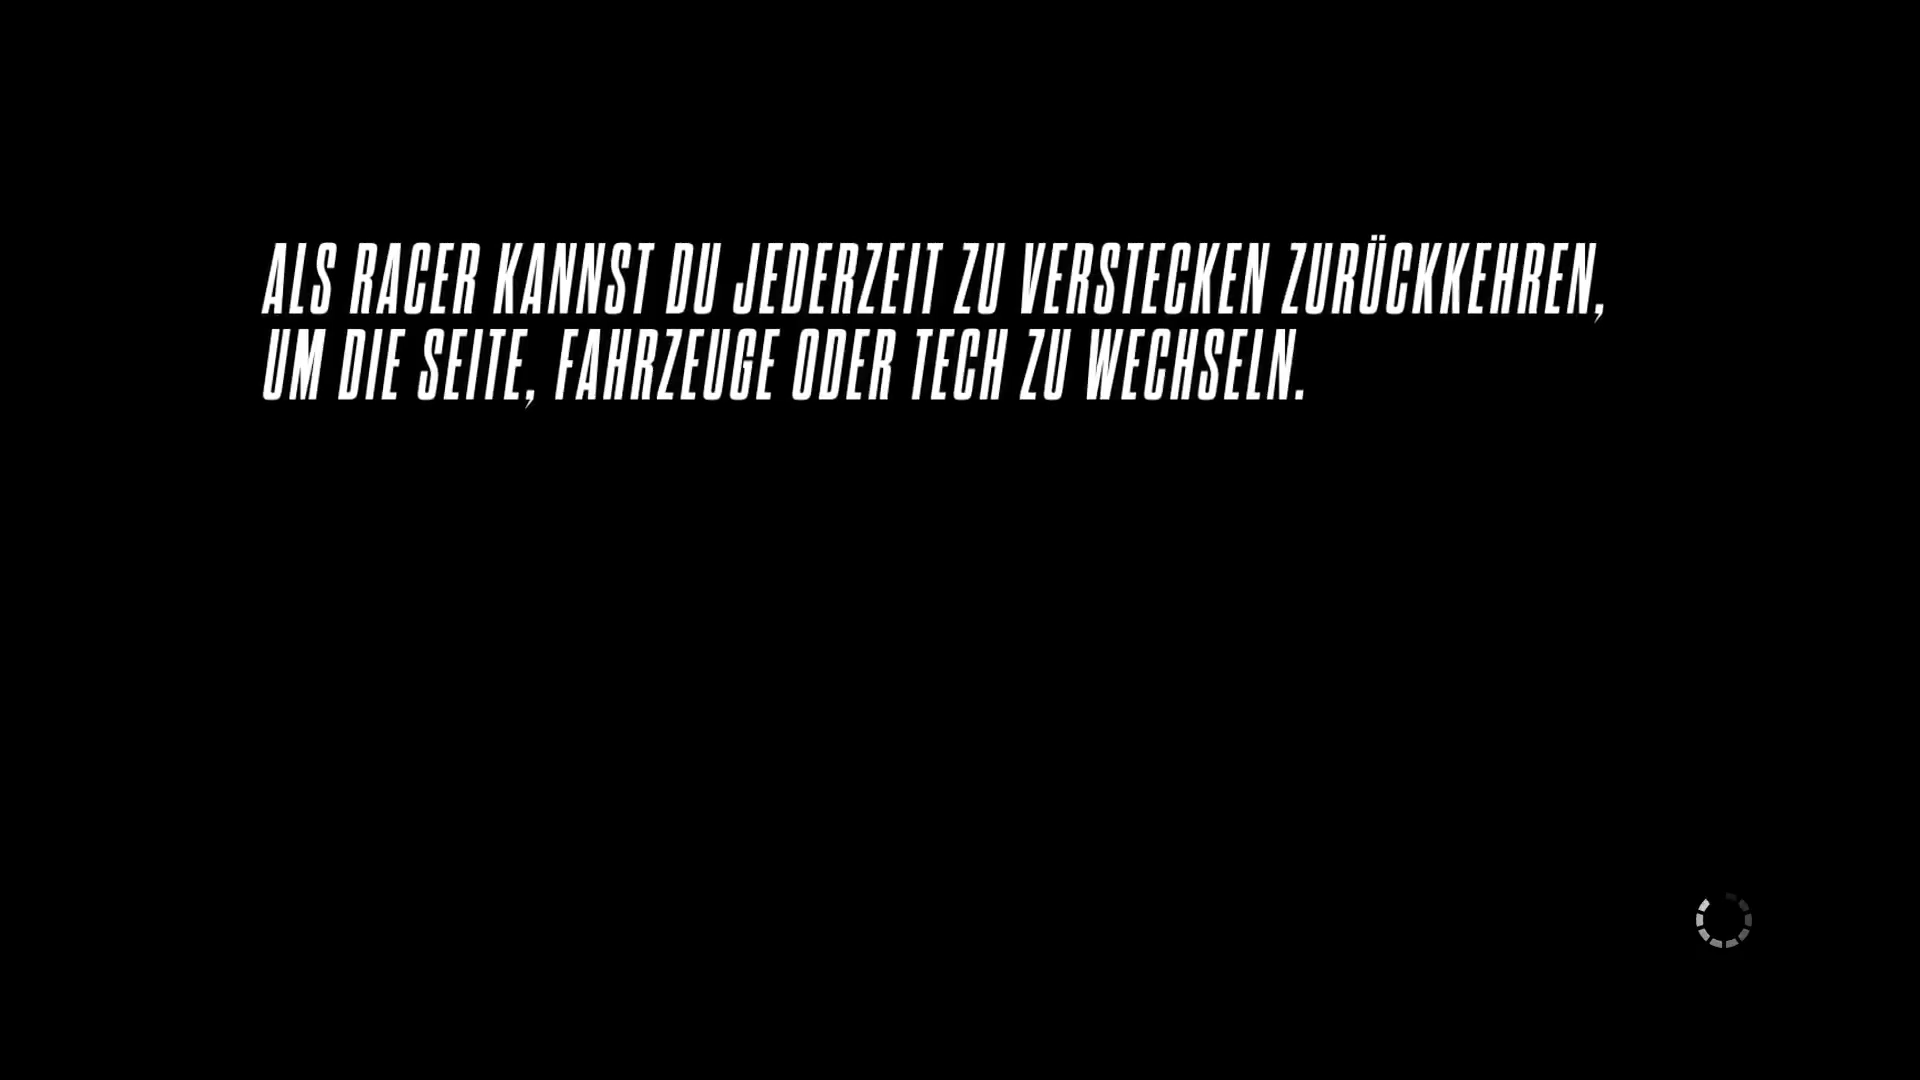 ALS RACER KANNST DU JEDERZEIT ZU VERSTECKEN ZURÜCKKEHREN,
UM DIE SEITE, FAHRZEUGE ODER TECH ZU WECHSELN.